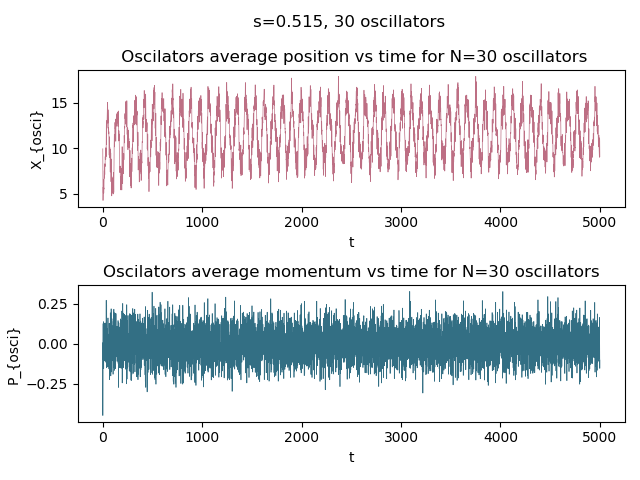 s=0.515, 30 oscillators
Oscilators average position vs time for N=30 oscillators
X_{osci}
15
10
5
0
1000
2000
3000
4000
5000
t
Oscilators average momentum vs time for N=30 oscillators
P_{osci}
0.25
0.00
−0.25
0
1000
2000
3000
4000
5000
t